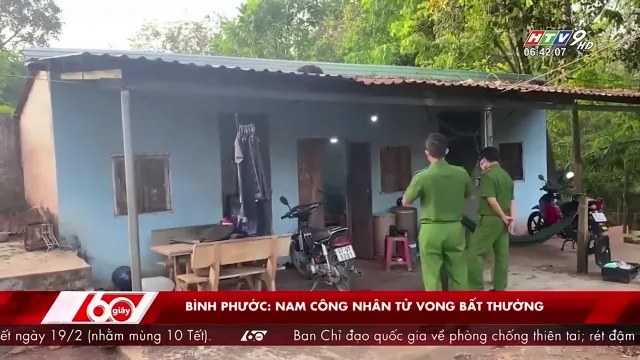 HTV9 HD
06:42:07
60 giây
BÌNH PHƯỚC: NAM CÔNG NHÂN TỬ VONG BẤT THƯỜNG
ết ngày 19/2 (nhằm mùng 10 Tết). Ban Chỉ đạo quốc gia về phòng chống thiên tai; rét đậm